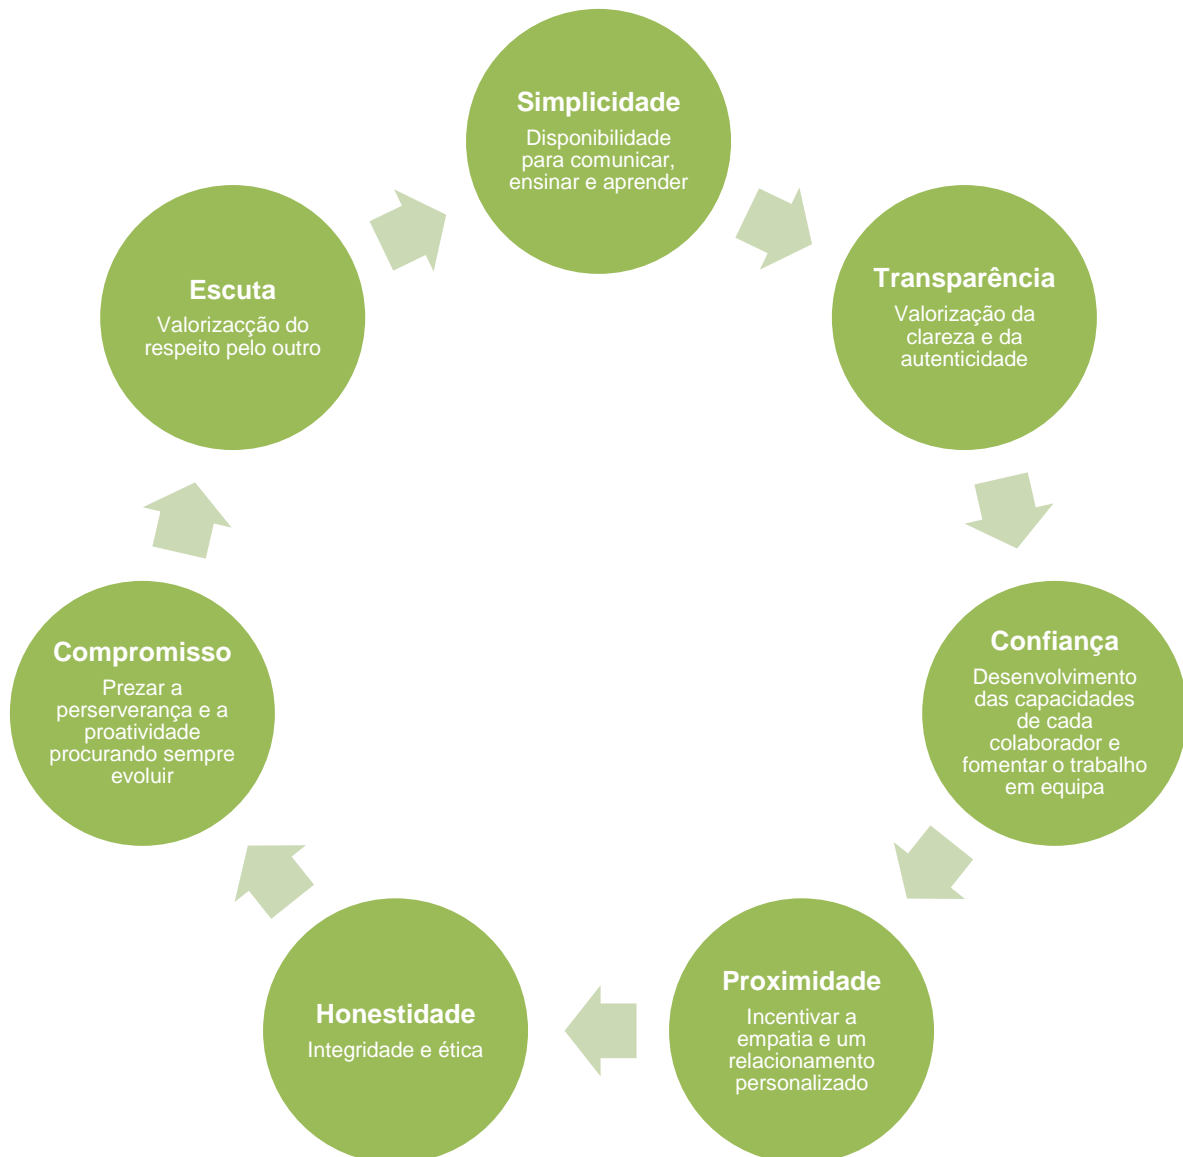 Simplicidade
Disponibilidade
para comunicar,
ensinar e aprender
Transparência
Valorização da
clareza e da
autenticidade
Confiança
Desenvolvimento
das capacidades
de cada
colaborador e
fomentar o trabalho
em equipa
Proximidade
Incentivar a
empatia e um
relacionamento
personalizado
Honestidade
Integridade e ética
Compromisso
Prezar a
perserverança e a
proatividade
procurando sempre
evoluir
Escuta
Valorizacção do
respeito pelo outro